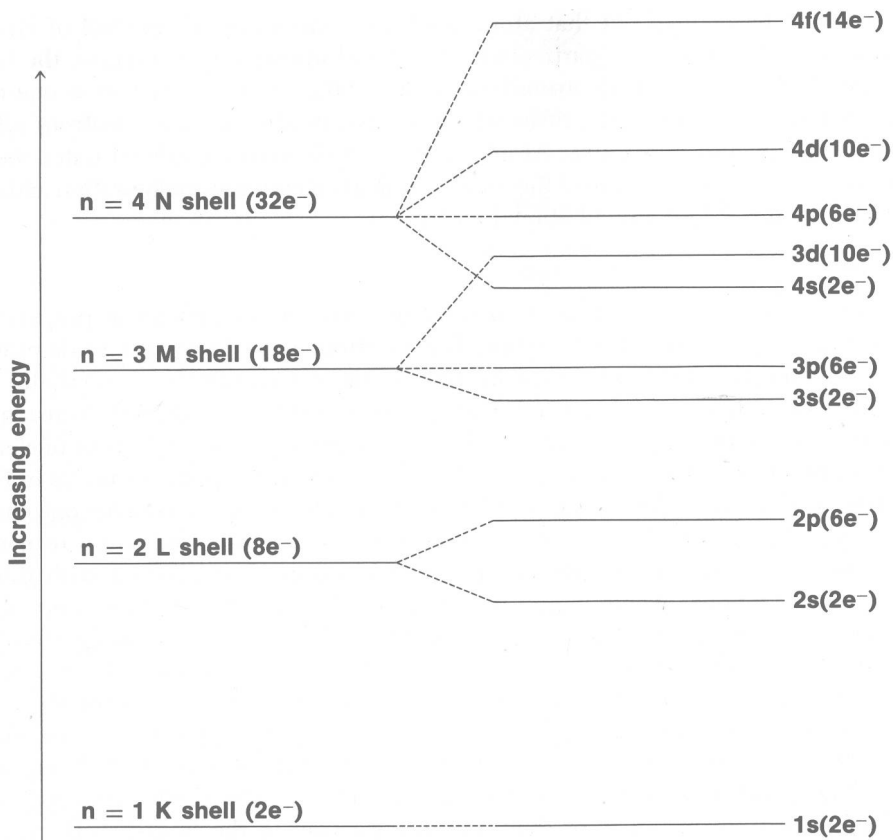 4f(14e⁻)
4d(10e⁻)
n = 4 N shell (32e⁻)
4p(6e⁻)
3d(10e⁻)
4s(2e⁻)
n = 3 M shell (18e⁻)
3p(6e⁻)
3s(2e⁻)
Increasing energy
2p(6e⁻)
n = 2 L shell (8e⁻)
2s(2e⁻)
n = 1 K shell (2e⁻)
1s(2e⁻)